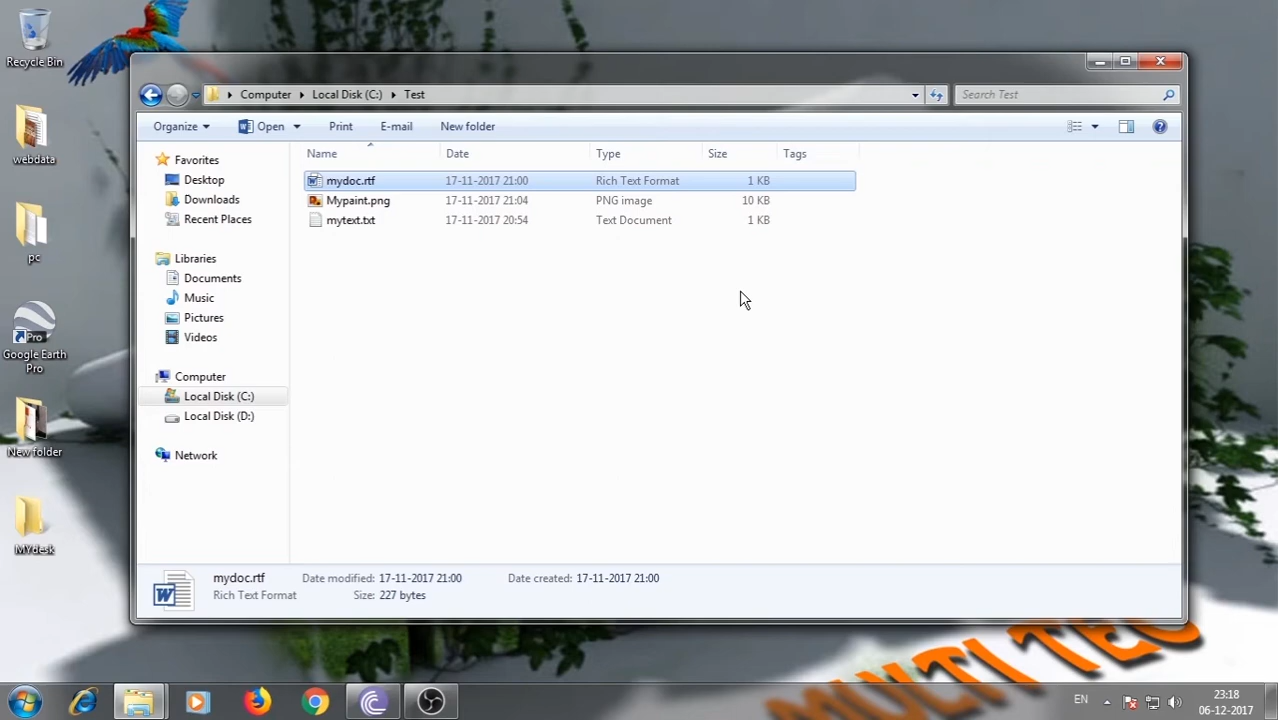 Recycle Bin
webdata
pc
Pro
Google Earth
Pro
New folder
MYdesk
Computer Local Disk (C:) Test
Search Test
Organize Open Print E-mail New folder
Name Date Type Size Tags
mydoc.rtf 17-11-2017 21:00 Rich Text Format 1 KB
Mypaint.png 17-11-2017 21:04 PNG image 10 KB
mytext.txt 17-11-2017 20:54 Text Document 1 KB
Favorites
Desktop
Downloads
Recent Places
Libraries
Documents
Music
Pictures
Videos
Computer
Local Disk (C:)
Local Disk (D:)
Network
mydoc.rtf Date modified: 17-11-2017 21:00 Date created: 17-11-2017 21:00
Rich Text Format Size: 227 bytes
MULTI TEC
EN
23:18
06-12-2017